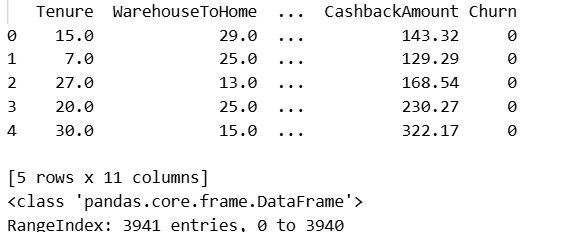 Tenure WarehouseToHome ... CashbackAmount Churn
0 15.0 29.0 ... 143.32 0
1 7.0 25.0 ... 129.29 0
2 27.0 13.0 ... 168.54 0
3 20.0 25.0 ... 230.27 0
4 30.0 15.0 ... 322.17 0
[5 rows x 11 columns]
<class 'pandas.core.frame.DataFrame'>
RangeIndex: 3941 entries, 0 to 3940